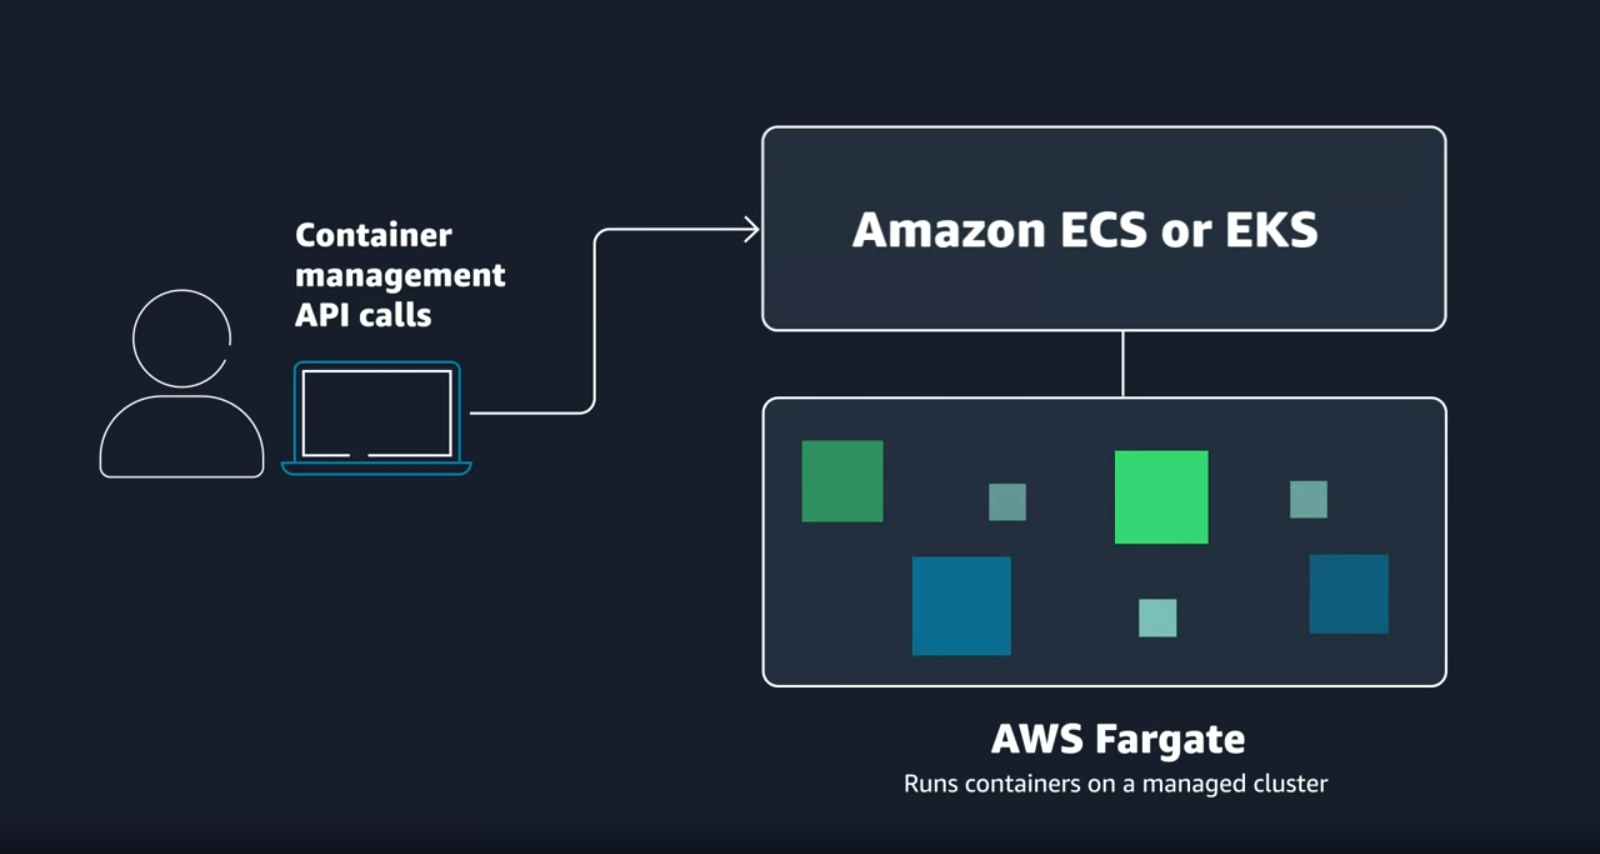 Container
management
API calls
Amazon ECS or EKS
AWS Fargate
Runs containers on a managed cluster